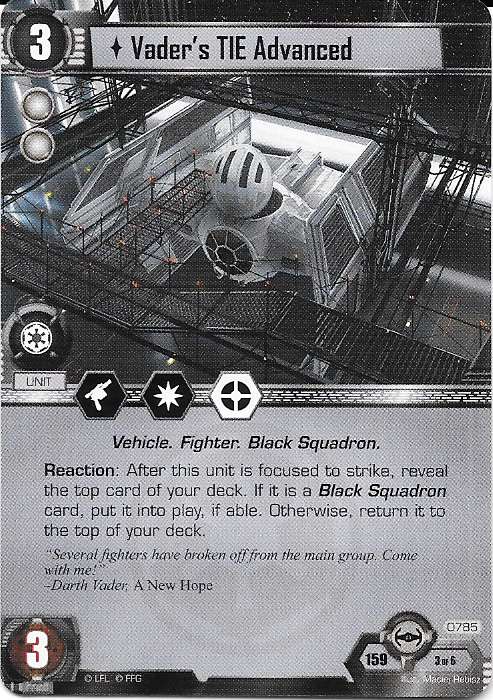 3
Vader's TIE Advanced
UNIT
Vehicle. Fighter. Black Squadron.
Reaction: After this unit is focused to strike, reveal
the top card of your deck. If it is a Black Squadron
card, put it into play, if able. Otherwise, return it to
the top of your deck.
"Several fighters have broken off from the main group. Come
with me!"
–Darth Vader, A New Hope
3
© LFL © FFG
0785
159
3 of 6
Illus. Maciej Rebisz